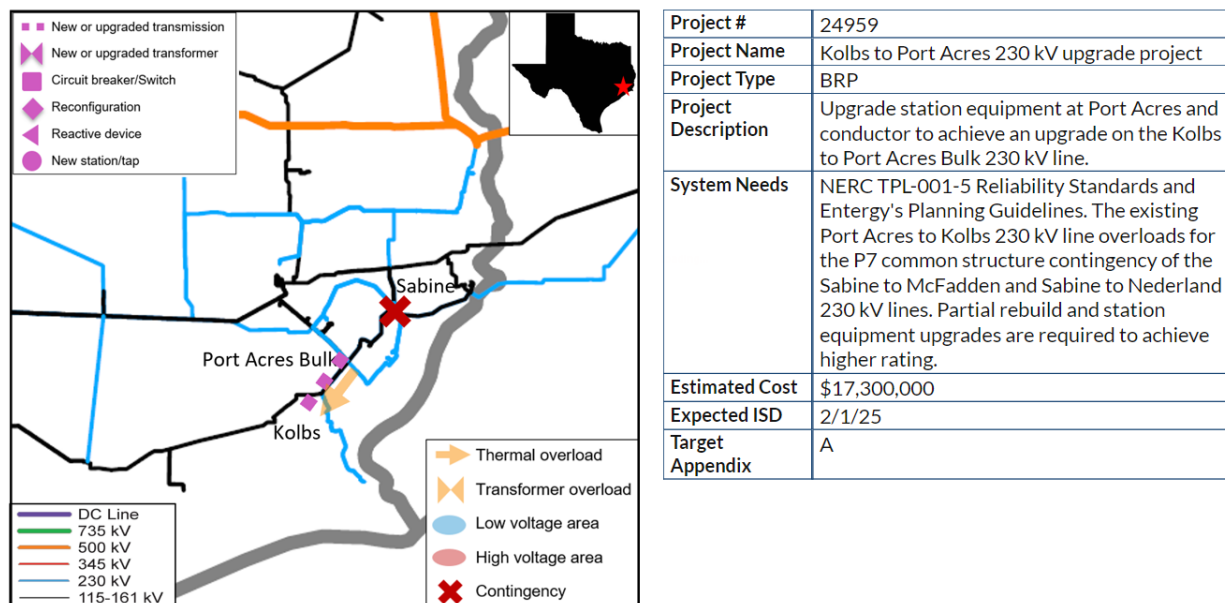 New or upgraded transmission
New or upgraded transformer
Circuit breaker/Switch
Reconfiguration
Reactive device
New station/tap
Sabine
Port Acres Bulk
Kolbs
DC Line
735 kV
500 kV
345 kV
230 kV
115-161 kV
Thermal overload
Transformer overload
Low voltage area
High voltage area
Contingency
Project # 24959
Project Name Kolbs to Port Acres 230 kV upgrade project
Project Type BRP
Project Upgrade station equipment at Port Acres and
Description conductor to achieve an upgrade on the Kolbs
to Port Acres Bulk 230 kV line.
System Needs NERC TPL-001-5 Reliability Standards and
Entergy's Planning Guidelines. The existing
Port Acres to Kolbs 230 kV line overloads for
the P7 common structure contingency of the
Sabine to McFadden and Sabine to Nederland
230 kV lines. Partial rebuild and station
equipment upgrades are required to achieve
higher rating.
Estimated Cost $17,300,000
Expected ISD 2/1/25
Target A
Appendix